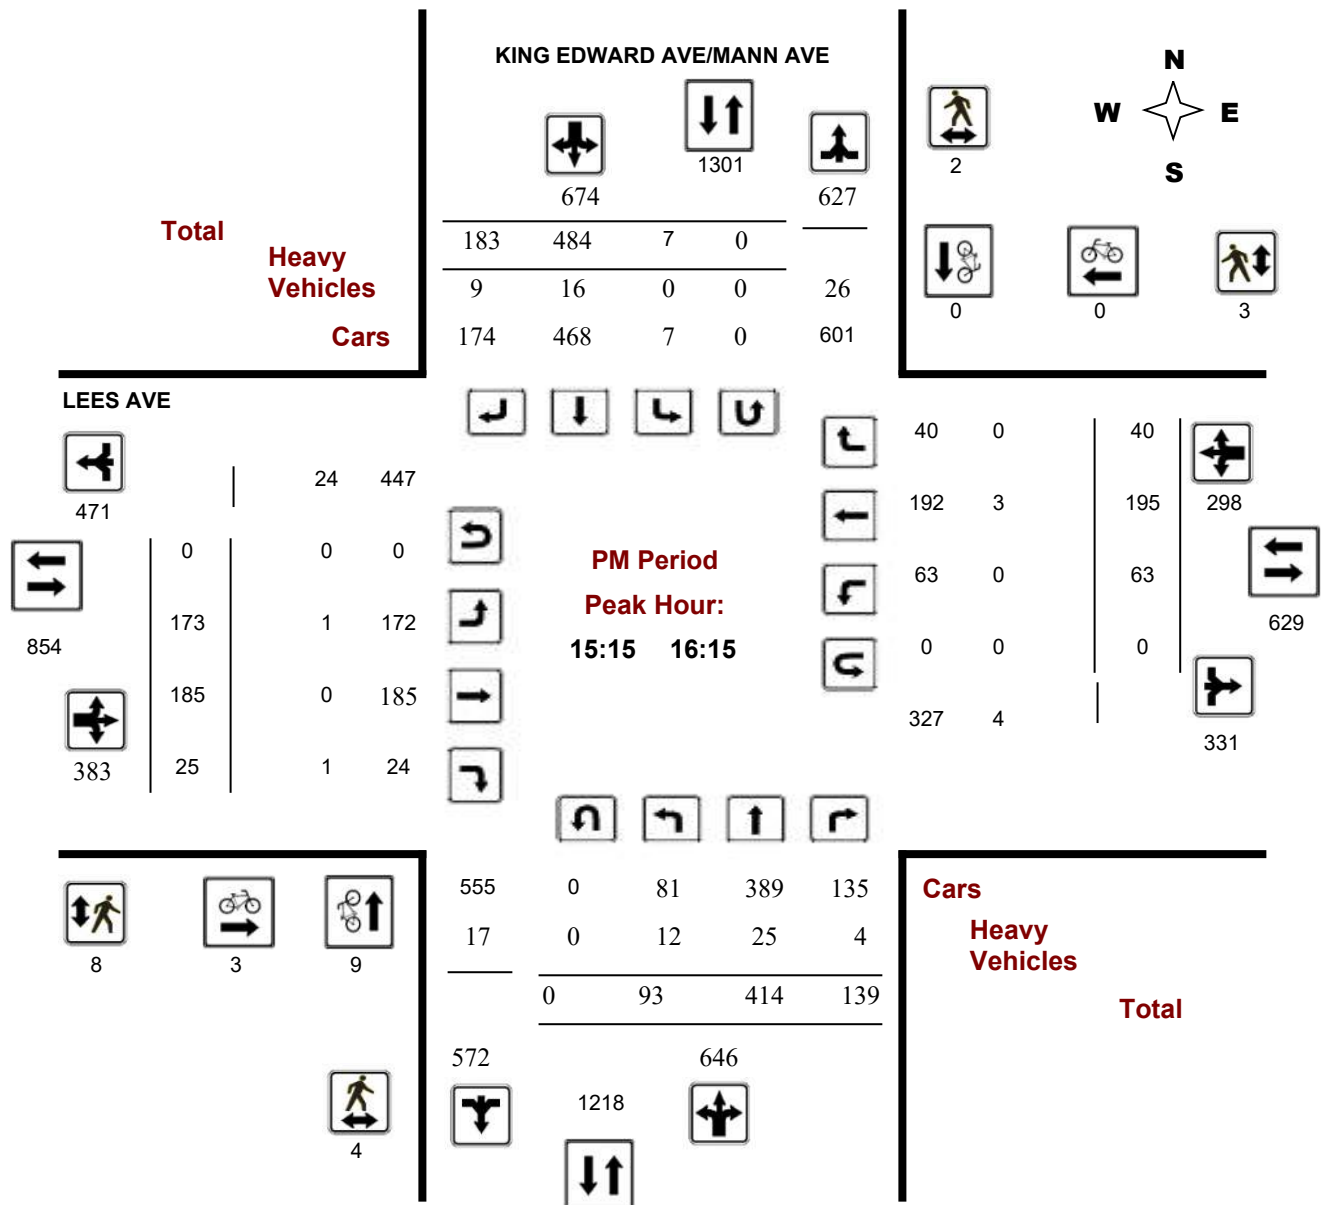 KING EDWARD AVE/MANN AVE
N
W E
S
1301
2
674 627
Total
183 484 7 0
Heavy
Vehicles
9 16 0 0 26
0 0 3
Cars
174 468 7 0 601
LEES AVE
40 0 40
24 447
471
192 3 195 298
0 0 0
PM Period
63 0 63
Peak Hour:
173 1 172
629
854
15:15 16:15
0 0 0
185 0 185
327 4
331
383 25 1 24
555 0 81 389 135
Cars
17 0 12 25 4
Heavy
Vehicles
8 3 9
0 93 414 139
Total
572 646
1218
4